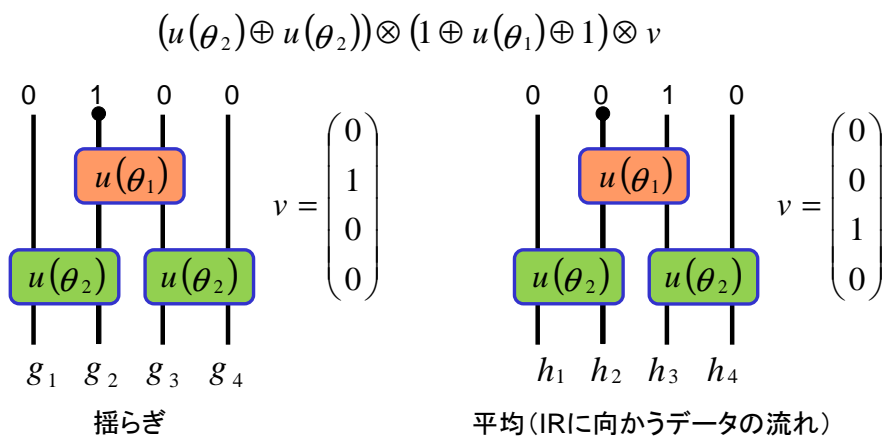 (u(θ₂)⊕u(θ₂))⊗(1⊕u(θ₁)⊕1)⊗v
0 1 0 0
u(θ₁)
u(θ₂) u(θ₂)
g₁ g₂ g₃ g₄
揺らぎ
v =
0
1
0
0
0 0 1 0
u(θ₁)
u(θ₂) u(θ₂)
h₁ h₂ h₃ h₄
平均(IRに向かうデータの流れ)
v =
0
0
1
0